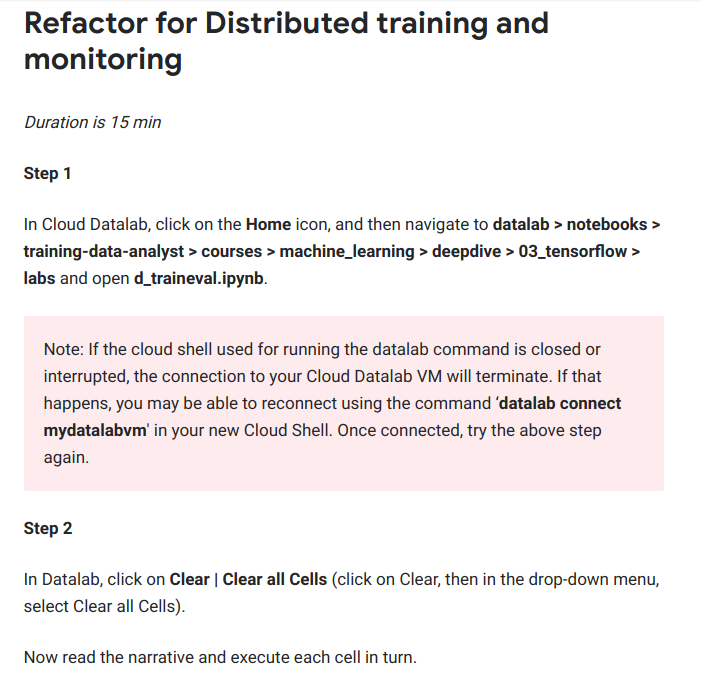 Refactor for Distributed training and
monitoring
Duration is 15 min
Step 1
In Cloud Datalab, click on the Home icon, and then navigate to datalab > notebooks >
training-data-analyst > courses > machine_learning > deepdive > 03_tensorflow >
labs and open d_traineval.ipynb.
Note: If the cloud shell used for running the datalab command is closed or
interrupted, the connection to your Cloud Datalab VM will terminate. If that
happens, you may be able to reconnect using the command ‘datalab connect
mydatalabvm' in your new Cloud Shell. Once connected, try the above step
again.
Step 2
In Datalab, click on Clear | Clear all Cells (click on Clear, then in the drop-down menu,
select Clear all Cells).
Now read the narrative and execute each cell in turn.